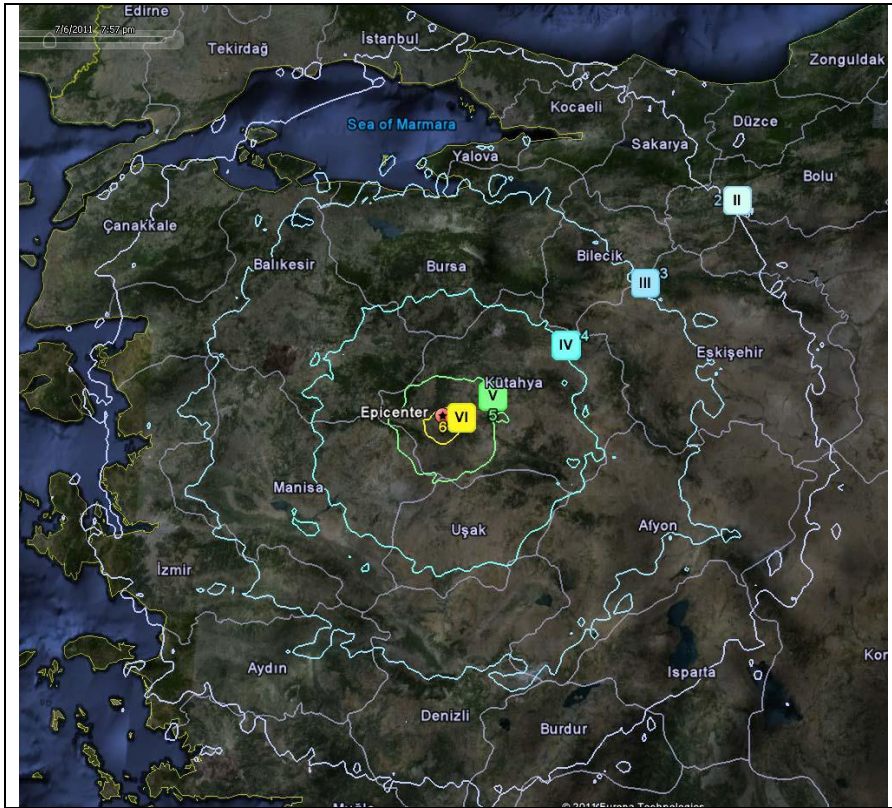 Edirne
7/6/2011 7:57 pm
İstanbul
Tekirdağ
Zonguldak
Kocaeli
Düzce
Sea of Marmara
Sakarya
Yalova
Bolu
2 II
Çanakkale
Bilecik
Balıkesir
Bursa
III 3
IV 4
Eskişehir
Kütahya
V
5
Epicenter
VI
6
Manisa
Uşak
Afyon
İzmir
Aydın
Isparta
Kon
Denizli
Burdur
Muğla
© 2011 Europa Technologies